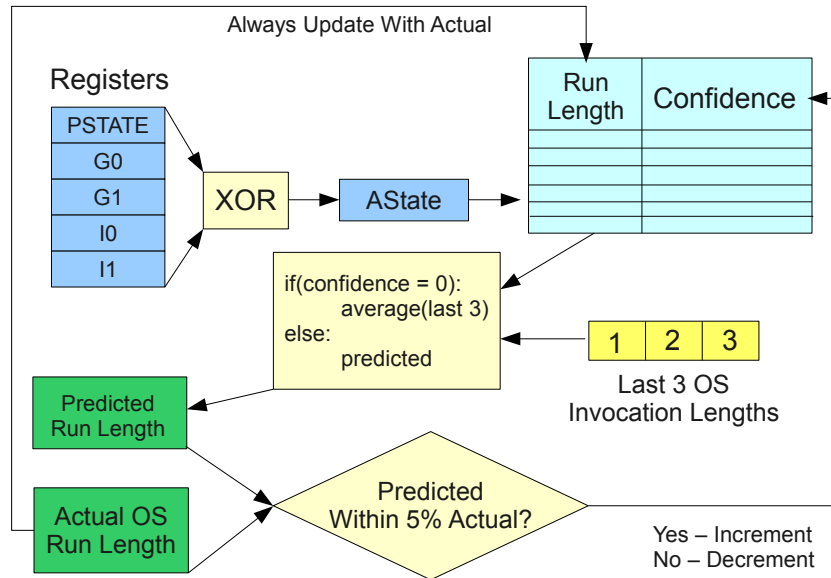 Always Update With Actual
Registers
PSTATE
G0
G1
I0
I1
XOR
AState
Run
Length
Confidence
if(confidence = 0):
average(last 3)
else:
predicted
1 2 3
Last 3 OS
Invocation Lengths
Predicted
Run Length
Actual OS
Run Length
Predicted
Within 5% Actual?
Yes – Increment
No – Decrement